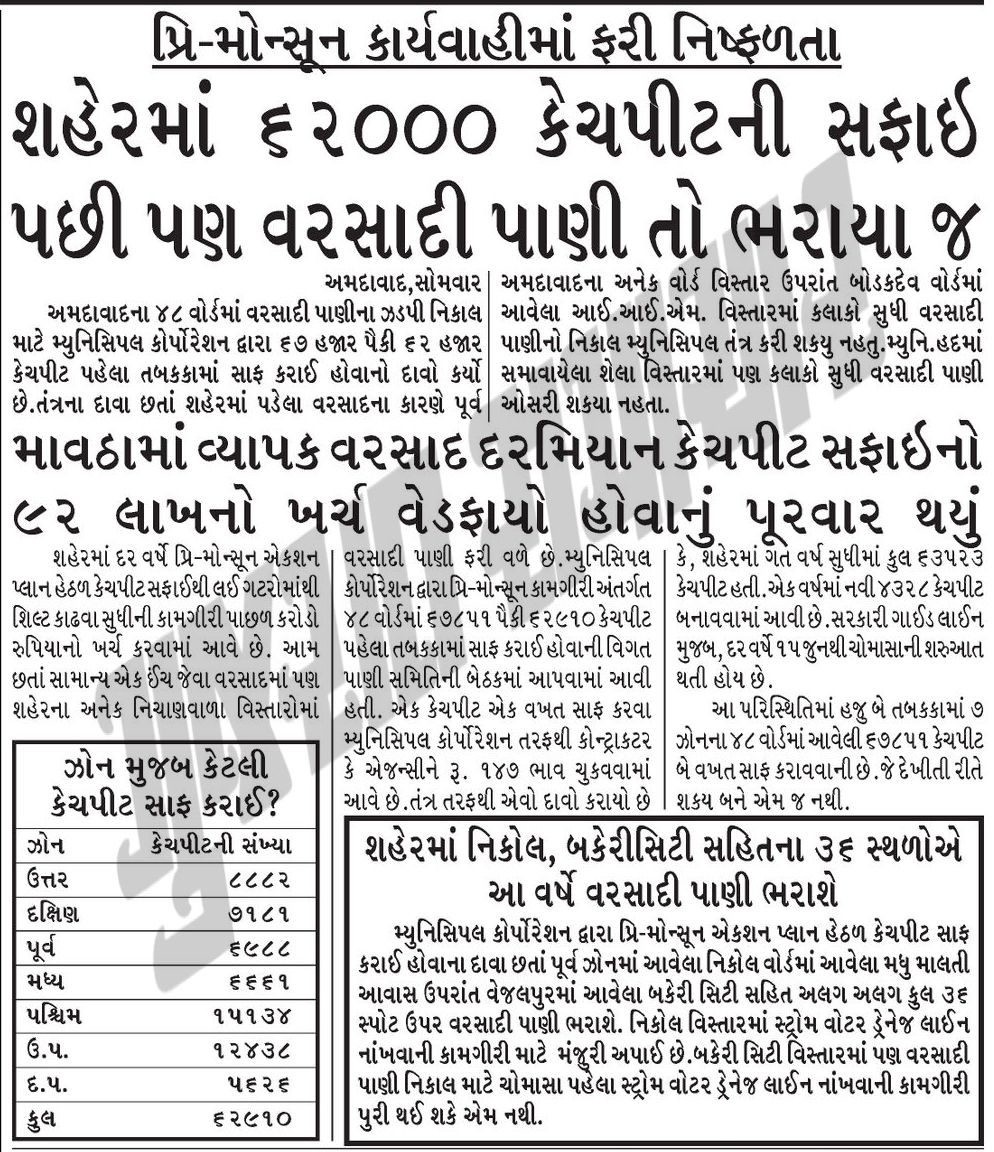 પ્રિ-મોન્સૂન કાર્યવાહીમાં ફરી નિષ્ફળતા
શહેરમાં ૬૨૦૦૦ કેચપીટની સફાઇ
પછી પણ વરસાદી પાણી તો ભરાયા જ
અમદાવાદ,સોમવાર
અમદાવાદના ૪૮ વોર્ડમાં વરસાદી પાણીના ઝડપી નિકાલ
માટે મ્યુનિસિપલ કોર્પોરેશન દ્વારા ૬૭ હજાર પૈકી ૬૨ હજાર
કેચપીટ પહેલા તબકકામાં સાફ કરાઈ હોવાનો દાવો કર્યો
છે.તંત્રના દાવા છતાં શહેરમાં પડેલા વરસાદના કારણે પૂર્વ
અમદાવાદના અનેક વોર્ડ વિસ્તાર ઉપરાંત બોડકદેવ વોર્ડમાં
આવેલા આઈ.આઈ.એમ. વિસ્તારમાં કલાકો સુધી વરસાદી
પાણીનો નિકાલ મ્યુનિસિપલ તંત્ર કરી શકયુ નહતુ.મ્યુનિ.હદમાં
સમાવાયેલા શેલા વિસ્તારમાં પણ કલાકો સુધી વરસાદી પાણી
ઓસરી શકયા નહતા.
માવઠામાં વ્યાપક વરસાદ દરમિયાન કેચપીટ સફાઇનો
૯૨ લાખનો ખર્ચ વેડફાયો હોવાનું પૂરવાર થયું
શહેરમાં દર વર્ષે પ્રિ-મોન્સૂન એકશન
પ્લાન હેઠળ કેચપીટ સફાઈથી લઈ ગટરોમાંથી
શિલ્ટ કાઢવા સુધીની કામગીરી પાછળ કરોડો
રુપિયાનો ખર્ચ કરવામાં આવે છે. આમ
છતાં સામાન્ય એક ઈંચ જેવા વરસાદમાં પણ
શહેરના અનેક નિચાણવાળા વિસ્તારોમાં
વરસાદી પાણી ફરી વળે છે.મ્યુનિસિપલ
કોર્પોરેશન દ્વારા પ્રિ-મોન્સૂન કામગીરી અંતર્ગત
૪૮ વોર્ડમાં ૬૭૮૫૧ પૈકી ૬૨૯૧૦ કેચપીટ
પહેલા તબકકામાં સાફ કરાઈ હોવાની વિગત
પાણી સમિતિની બેઠકમાં આપવામાં આવી
હતી. એક કેચપીટ એક વખત સાફ કરવા
મ્યુનિસિપલ કોર્પોરેશન તરફથી કોન્ટ્રાકટર
કે એજન્સીને રૂ. ૧૪૭ ભાવ ચુકવવામાં
આવે છે.તંત્ર તરફથી એવો દાવો કરાયો છે
કે, શહેરમાં ગત વર્ષ સુધીમાં કુલ ૬૩૫૨૩
કેચપીટ હતી.એક વર્ષમાં નવી ૪૩૨૮ કેચપીટ
બનાવવામાં આવી છે.સરકારી ગાઈડ લાઈન
મુજબ, દર વર્ષે ૧૫ જુનથી ચોમાસાની શરુઆત
થતી હોય છે.
આ પરિસ્થિતિમાં હજુ બે તબકકામાં ૭
ઝોનના ૪૮ વોર્ડમાં આવેલી ૬૭૮૫૧ કેચપીટ
બે વખત સાફ કરાવવાની છે.જે દેખીતી રીતે
શકય બને એમ જ નથી.
ઝોન મુજબ કેટલી
કેચપીટ સાફ કરાઈ?
ઝોન કેચપીટની સંખ્યા
ઉત્તર ૮૮૮૨
દક્ષિણ ૭૧૮૧
પૂર્વ ૬૯૮૮
મધ્ય ૬૬૬૧
પશ્ચિમ ૧૫૧૩૪
ઉ.પ. ૧૨૪૩૮
દ.પ. ૫૬૨૬
કુલ ૬૨૯૧૦
શહેરમાં નિકોલ, બકેરીસિટી સહિતના ૩૬ સ્થળોએ
આ વર્ષે વરસાદી પાણી ભરાશે
મ્યુનિસિપલ કોર્પોરેશન દ્વારા પ્રિ-મોન્સૂન એકશન પ્લાન હેઠળ કેચપીટ સાફ
કરાઈ હોવાના દાવા છતાં પૂર્વ ઝોનમાં આવેલા નિકોલ વોર્ડમાં આવેલા મધુ માલતી
આવાસ ઉપરાંત વેજલપુરમાં આવેલા બકેરી સિટી સહિત અલગ અલગ કુલ ૩૬
સ્પોટ ઉપર વરસાદી પાણી ભરાશે. નિકોલ વિસ્તારમાં સ્ટ્રોમ વોટર ડ્રેનેજ લાઈન
નાંખવાની કામગીરી માટે મંજુરી અપાઈ છે.બકેરી સિટી વિસ્તારમાં પણ વરસાદી
પાણી નિકાલ માટે ચોમાસા પહેલા સ્ટ્રોમ વોટર ડ્રેનેજ લાઈન નાંખવાની કામગીરી
પુરી થઈ શકે એમ નથી.
ગુજરાત સમાચાર